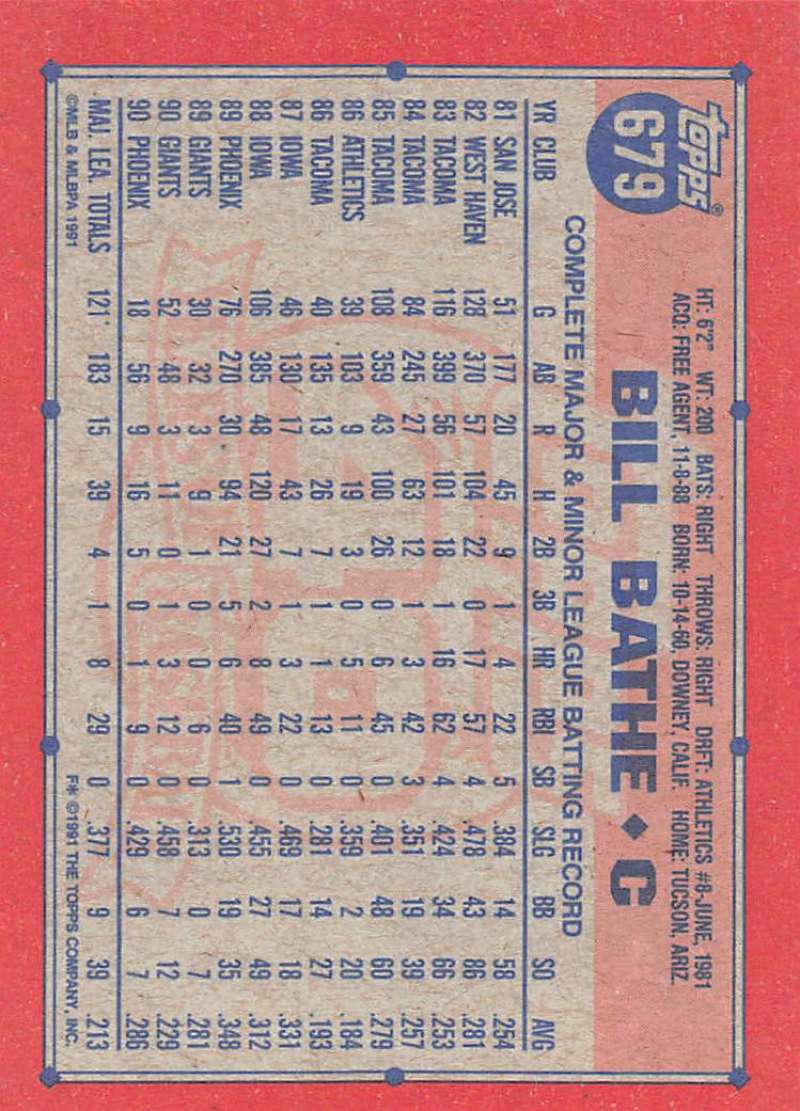 topps®
679
HT: 6'2" WT: 200 BATS: RIGHT THROWS: RIGHT DRFT: ATHLETICS #8-JUNE, 1981
ACQ: FREE AGENT, 11-8-88 BORN: 10-14-60, DOWNEY, CALIF. HOME: TUCSON, ARIZ.
BILL BATHE ◆ C
COMPLETE MAJOR & MINOR LEAGUE BATTING RECORD
YR CLUB G AB R H 2B 3B HR RBI SB SLG BB SO AVG
81 SAN JOSE 51 177 20 45 9 1 4 22 5 .384 14 58 .254
82 WEST HAVEN 128 370 57 104 22 0 17 57 4 .478 43 86 .281
83 TACOMA 116 399 56 101 18 1 16 62 4 .424 34 66 .253
84 TACOMA 84 245 27 63 12 1 3 42 3 .351 19 39 .257
85 TACOMA 108 359 43 100 26 0 6 45 0 .401 48 60 .279
86 ATHLETICS 39 103 9 19 3 0 5 11 0 .359 2 20 .184
86 TACOMA 40 135 13 26 7 1 1 13 0 .281 14 27 .193
87 IOWA 46 130 17 43 7 1 3 22 0 .469 17 18 .331
88 IOWA 106 385 48 120 27 2 8 49 0 .455 27 49 .312
89 PHOENIX 76 270 30 94 21 5 6 40 1 .530 19 35 .348
89 GIANTS 30 32 3 9 1 0 0 6 0 .313 0 7 .281
90 GIANTS 52 48 3 11 0 1 3 12 0 .458 7 12 .229
90 PHOENIX 18 56 9 16 5 0 1 9 0 .429 6 7 .286
MAJ. LEA. TOTALS 121 183 15 39 4 1 8 29 0 .377 9 39 .213
©MLB & MLBPA 1991 F* ©1991 THE TOPPS COMPANY, INC.